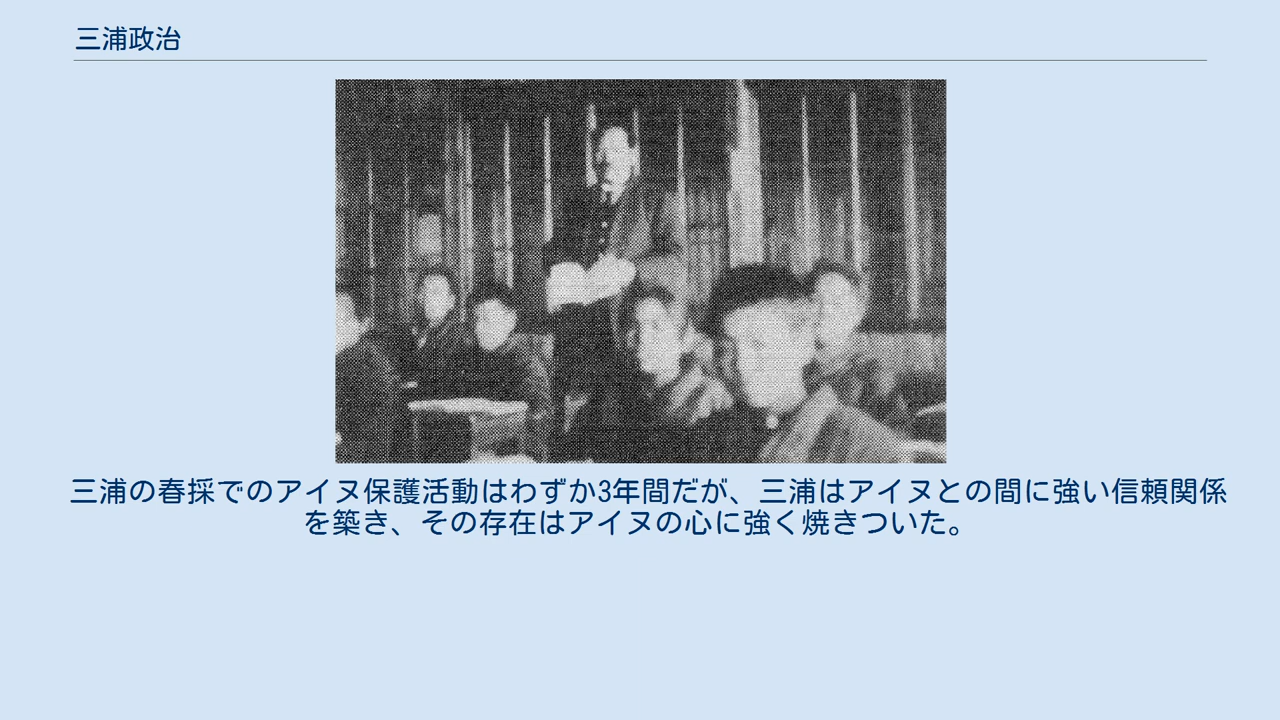 三浦政治
三浦の春採でのアイヌ保護活動はわずか3年間だが、三浦はアイヌとの間に強い信頼関係
を築き、その存在はアイヌの心に強く焼きついた。